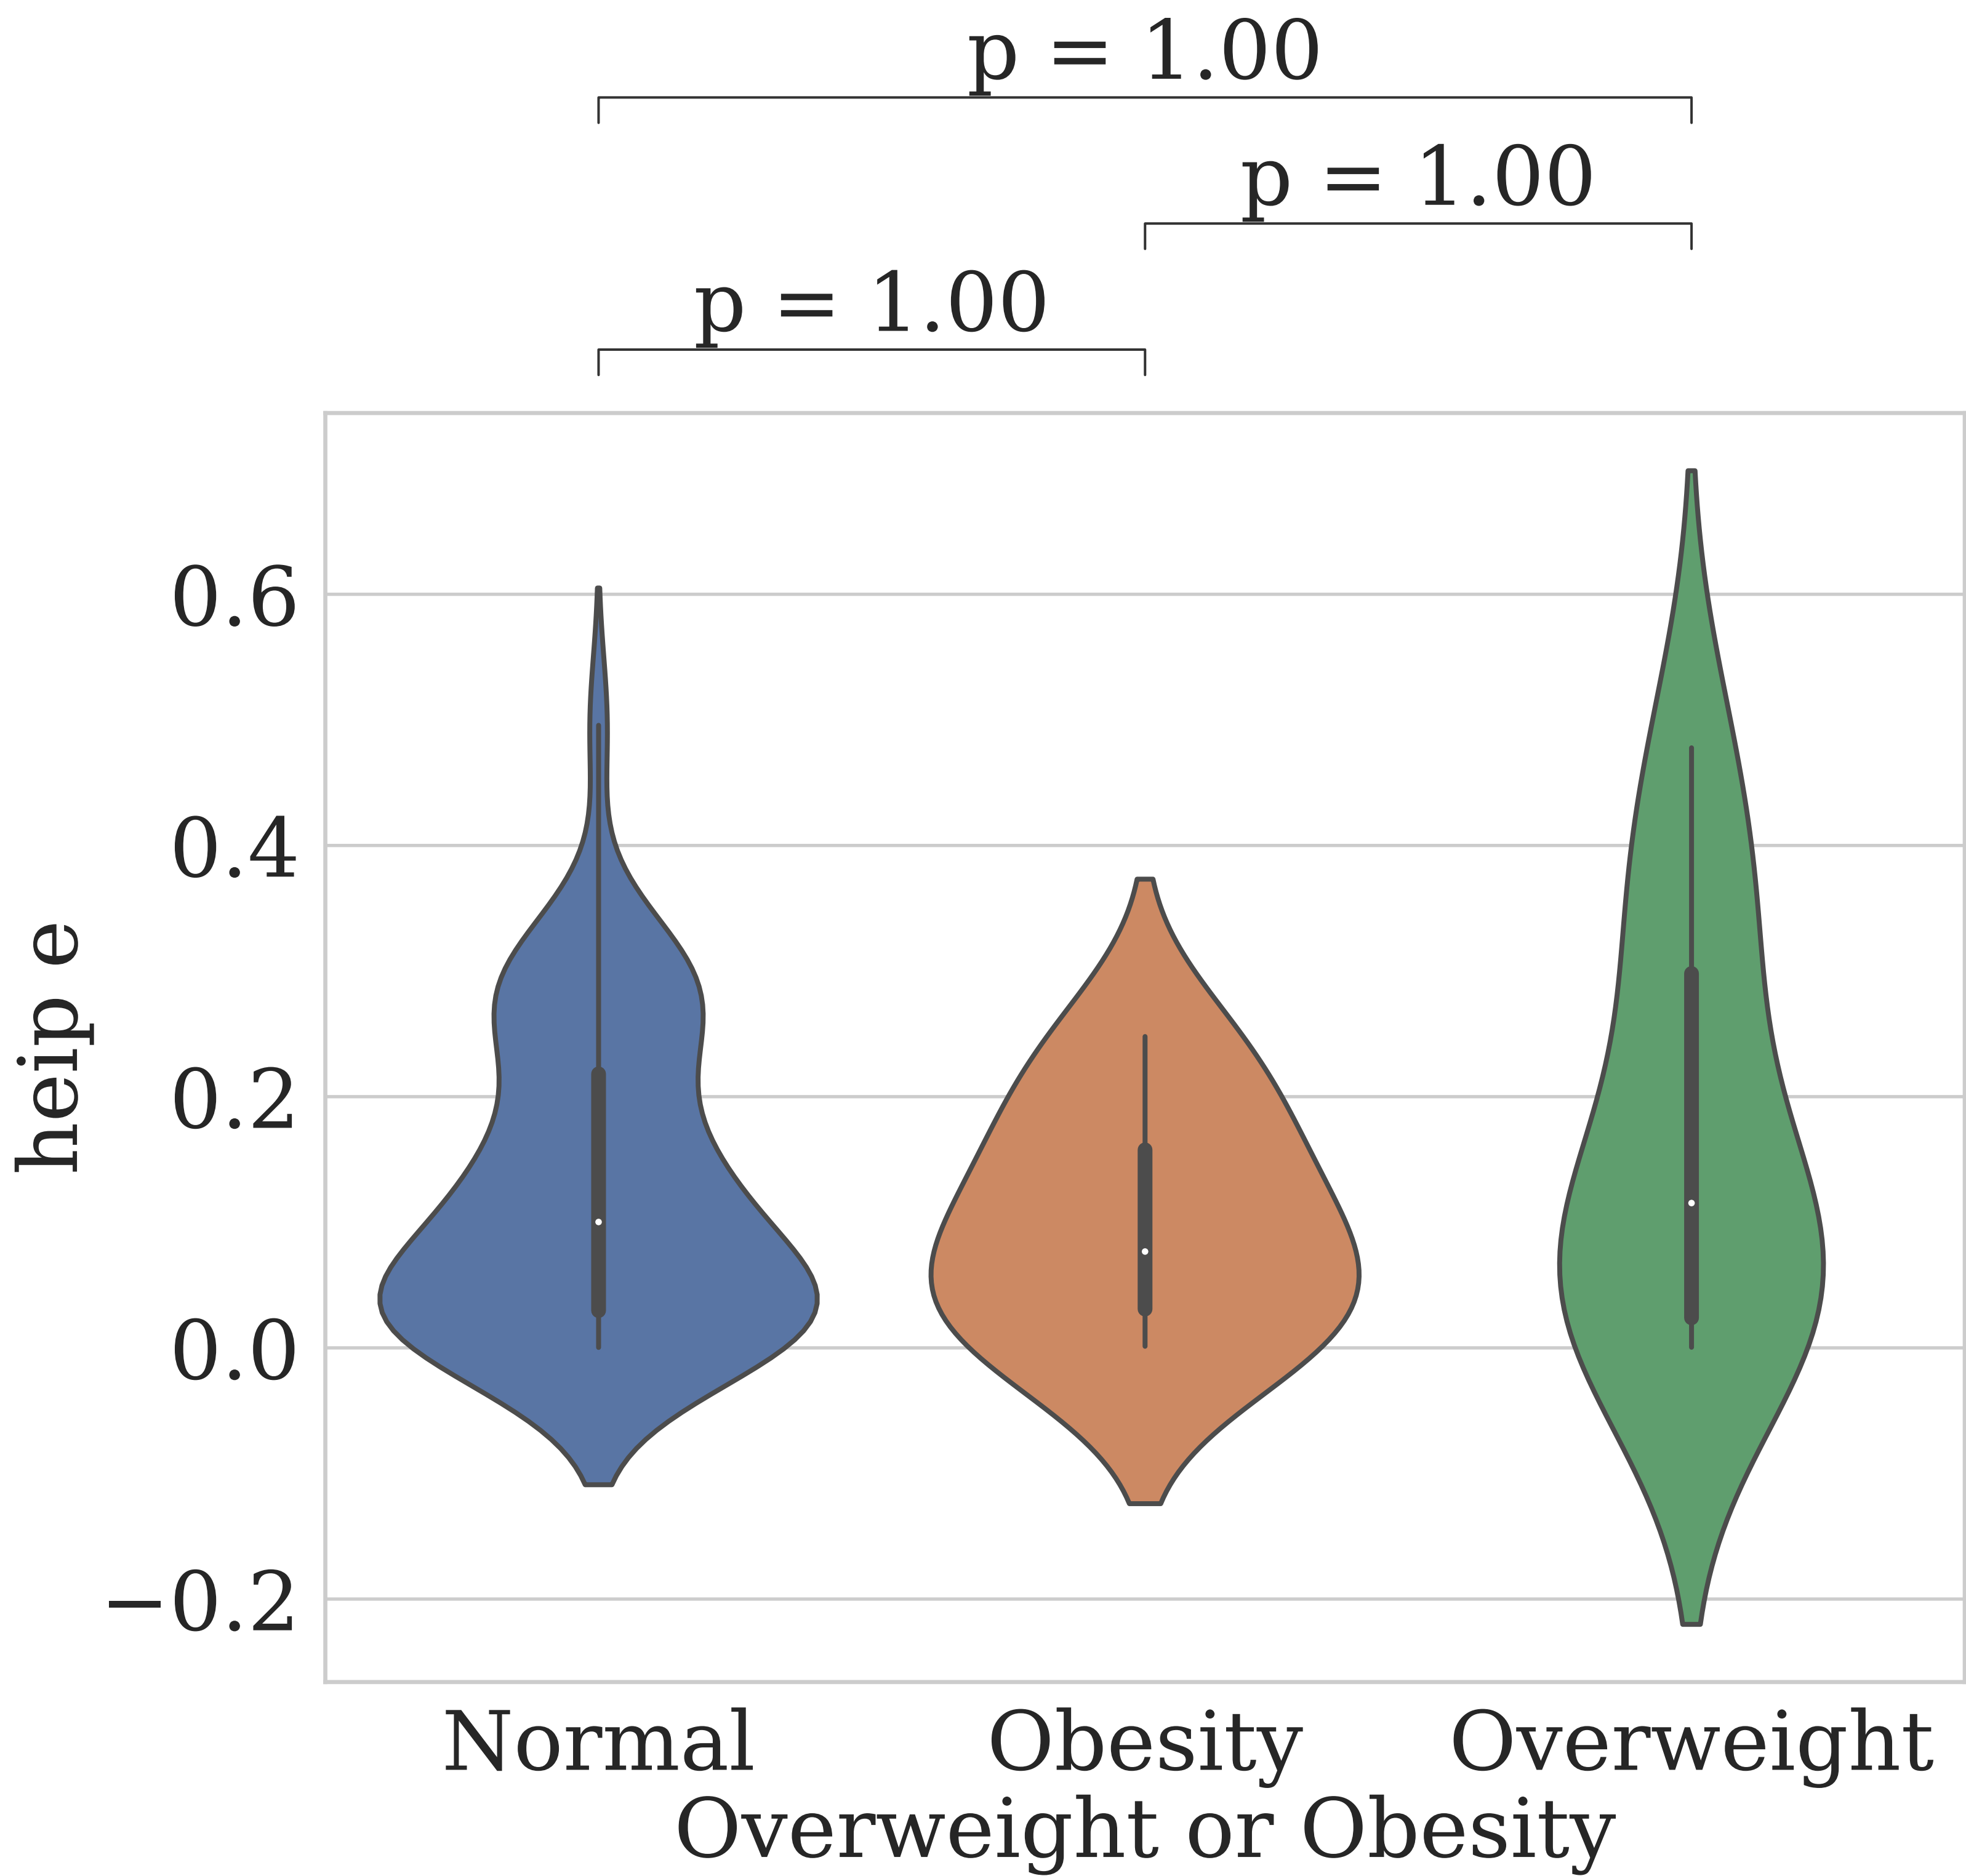 p = 1.00
p = 1.00
p = 1.00
0.6
0.4
0.2
0.0
−0.2
heip e
Normal
Obesity
Overweight
Overweight or Obesity